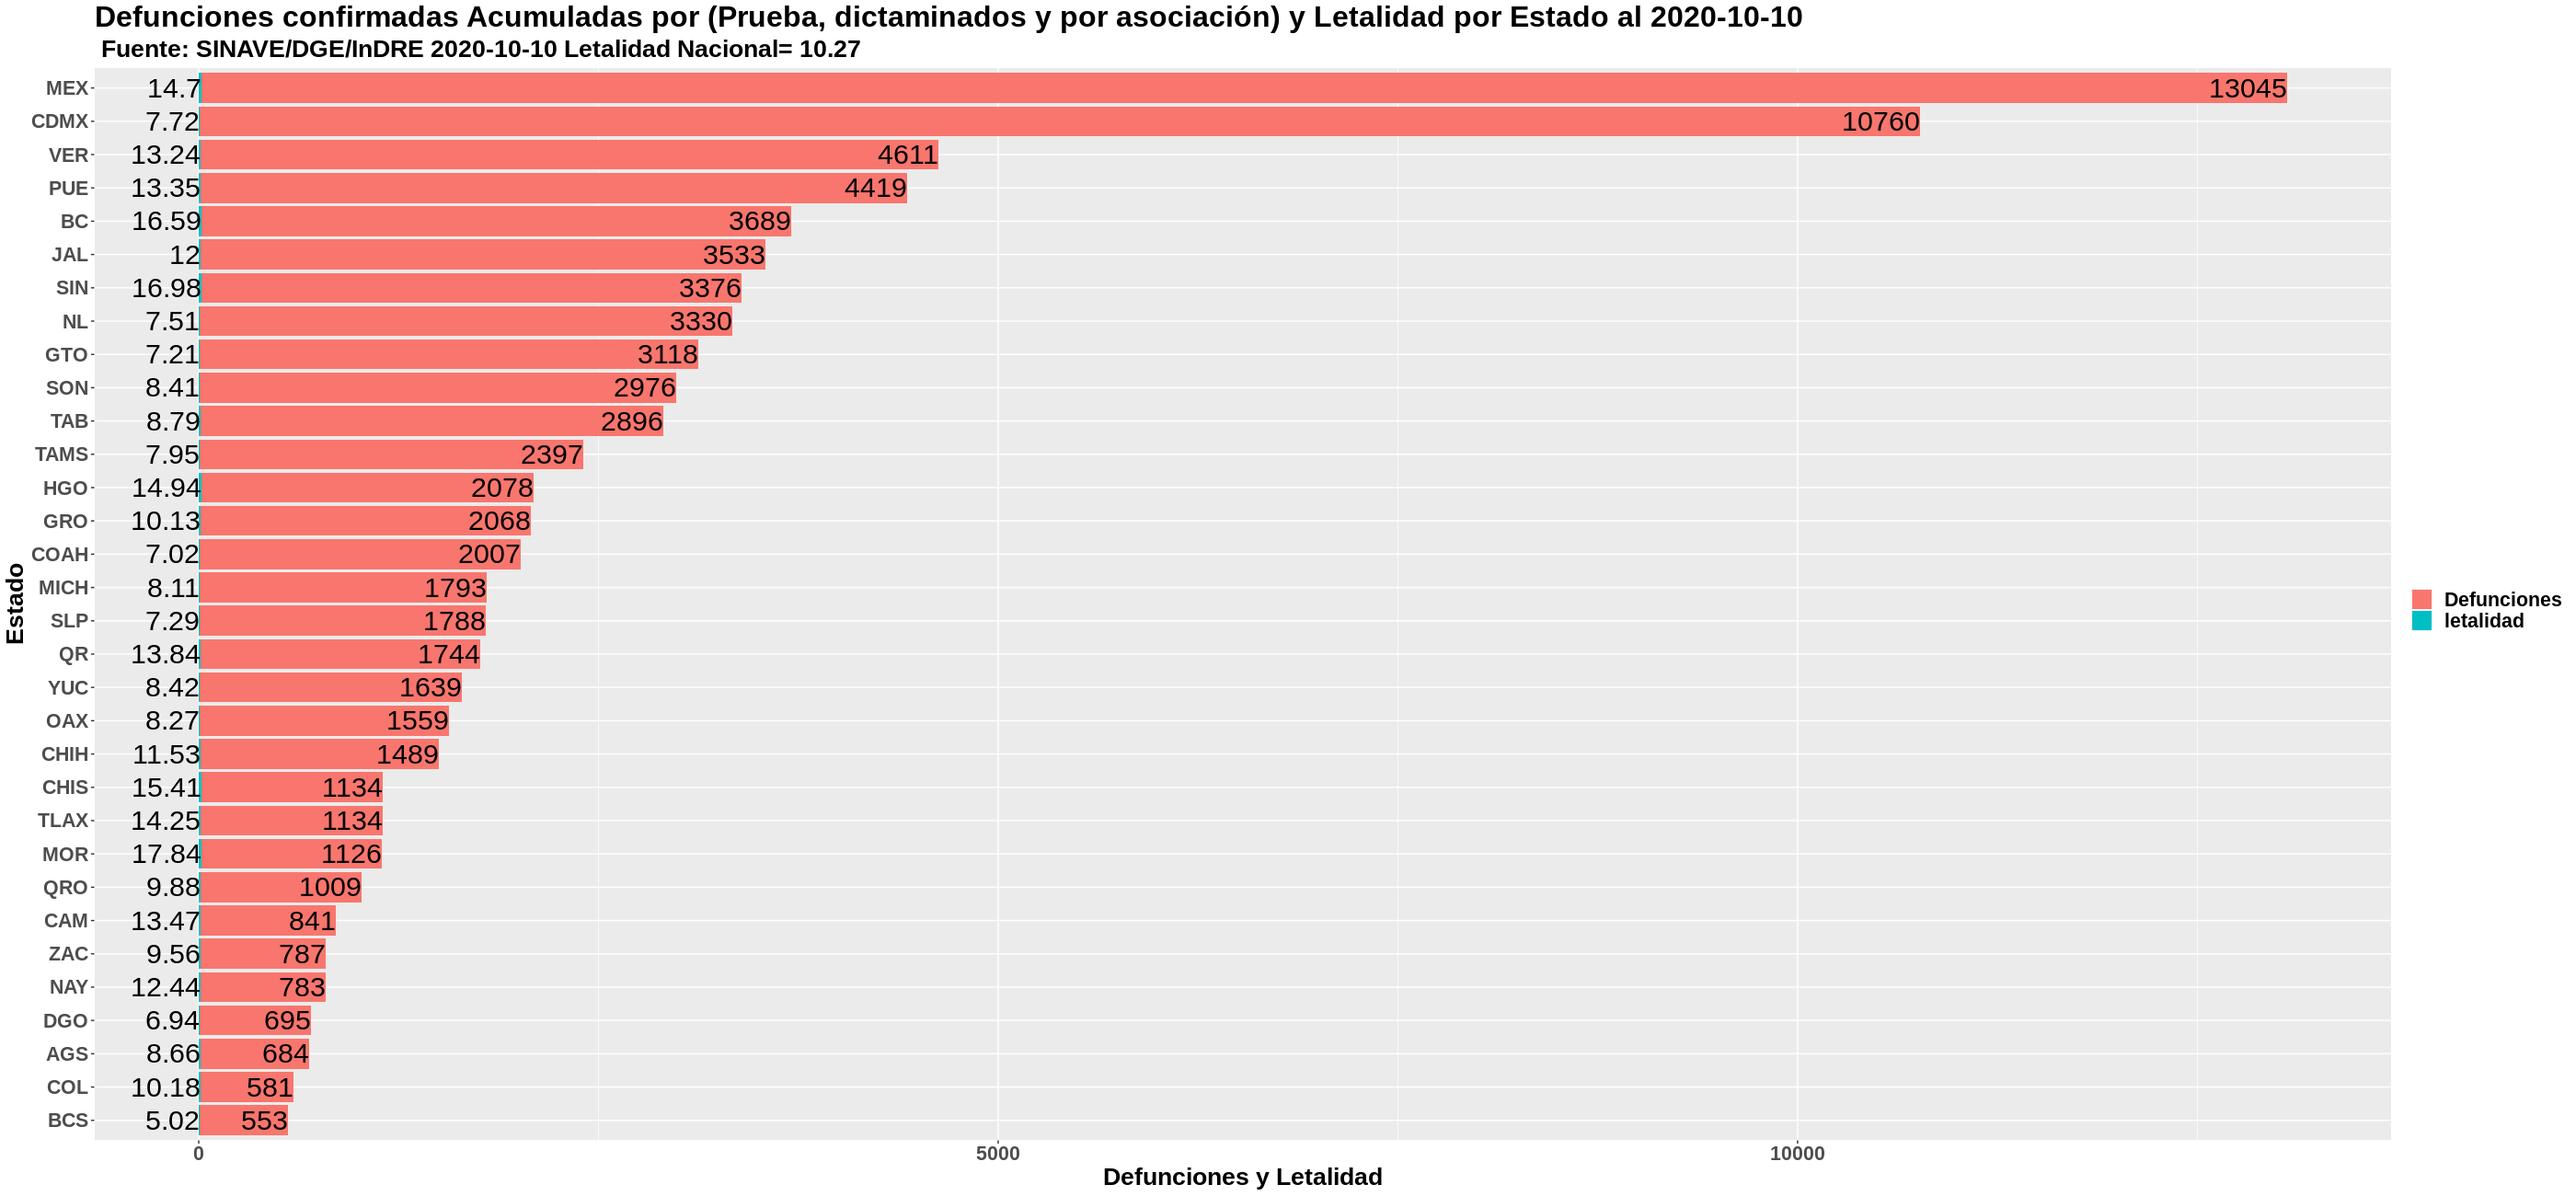 Defunciones confirmadas Acumuladas por (Prueba, dictaminados y por asociación) y Letalidad por Estado al 2020-10-10
Fuente: SINAVE/DGE/InDRE 2020-10-10 Letalidad Nacional= 10.27
MEX 14.7 13045
CDMX 7.72 10760
VER 13.24 4611
PUE 13.35 4419
BC 16.59 3689
JAL 12 3533
SIN 16.98 3376
NL 7.51 3330
GTO 7.21 3118
SON 8.41 2976
TAB 8.79 2896
TAMS 7.95 2397
HGO 14.94 2078
GRO 10.13 2068
COAH 7.02 2007
MICH 8.11 1793
SLP 7.29 1788
QR 13.84 1744
YUC 8.42 1639
OAX 8.27 1559
CHIH 11.53 1489
CHIS 15.41 1134
TLAX 14.25 1134
MOR 17.84 1126
QRO 9.88 1009
CAM 13.47 841
ZAC 9.56 787
NAY 12.44 783
DGO 6.94 695
AGS 8.66 684
COL 10.18 581
BCS 5.02 553
0 5000 10000
Defunciones y Letalidad
Estado
Defunciones
letalidad